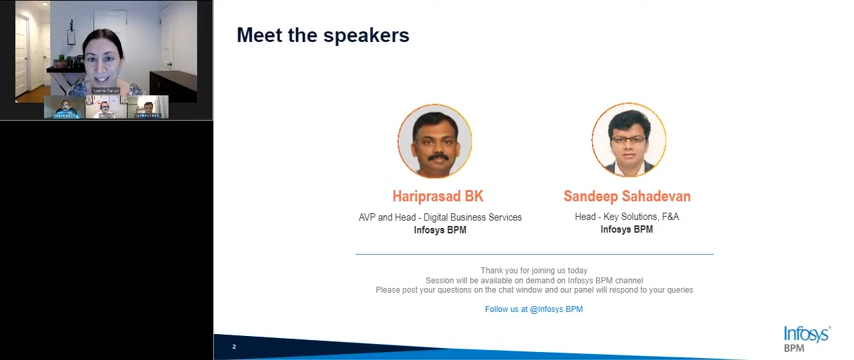 Meet the speakers
Hariprasad BK
AVP and Head - Digital Business Services
Infosys BPM
Sandeep Sahadevan
Head - Key Solutions, F&A
Infosys BPM
Thank you for joining us today
Session will be available on demand on Infosys BPM channel
Please post your questions on the chat window and our panel will respond to your queries
Follow us at @Infosys BPM
2
Infosys®
BPM